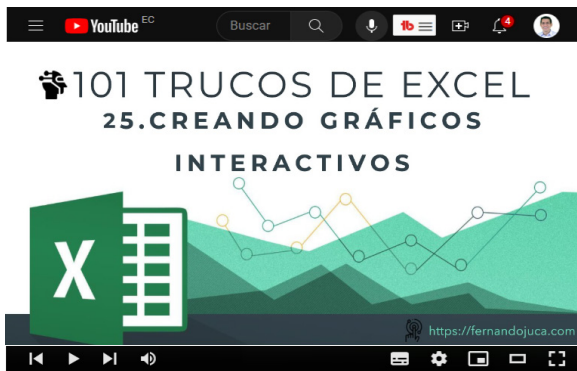 YouTube EC
Buscar
tb
4
101 TRUCOS DE EXCEL
25.CREANDO GRÁFICOS
INTERACTIVOS
X
https://fernandojuca.com